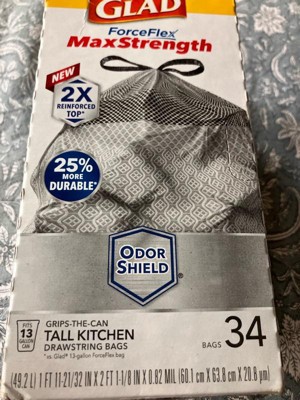 GLAD
ForceFlex
MaxStrength
NEW
2X
REINFORCED
TOP*
25%
MORE
DURABLE*
ODOR
SHIELD®
FITS
13
GALLON
CAN
GRIPS-THE-CAN
TALL KITCHEN
DRAWSTRING BAGS
*vs. Glad® 13-gallon ForceFlex bag
BAGS 34
(49.2 L) 1 FT 11-21/32 IN X 2 FT 1-1/8 IN X 0.82 MIL (60.1 cm X 63.8 cm X 20.8 µm)